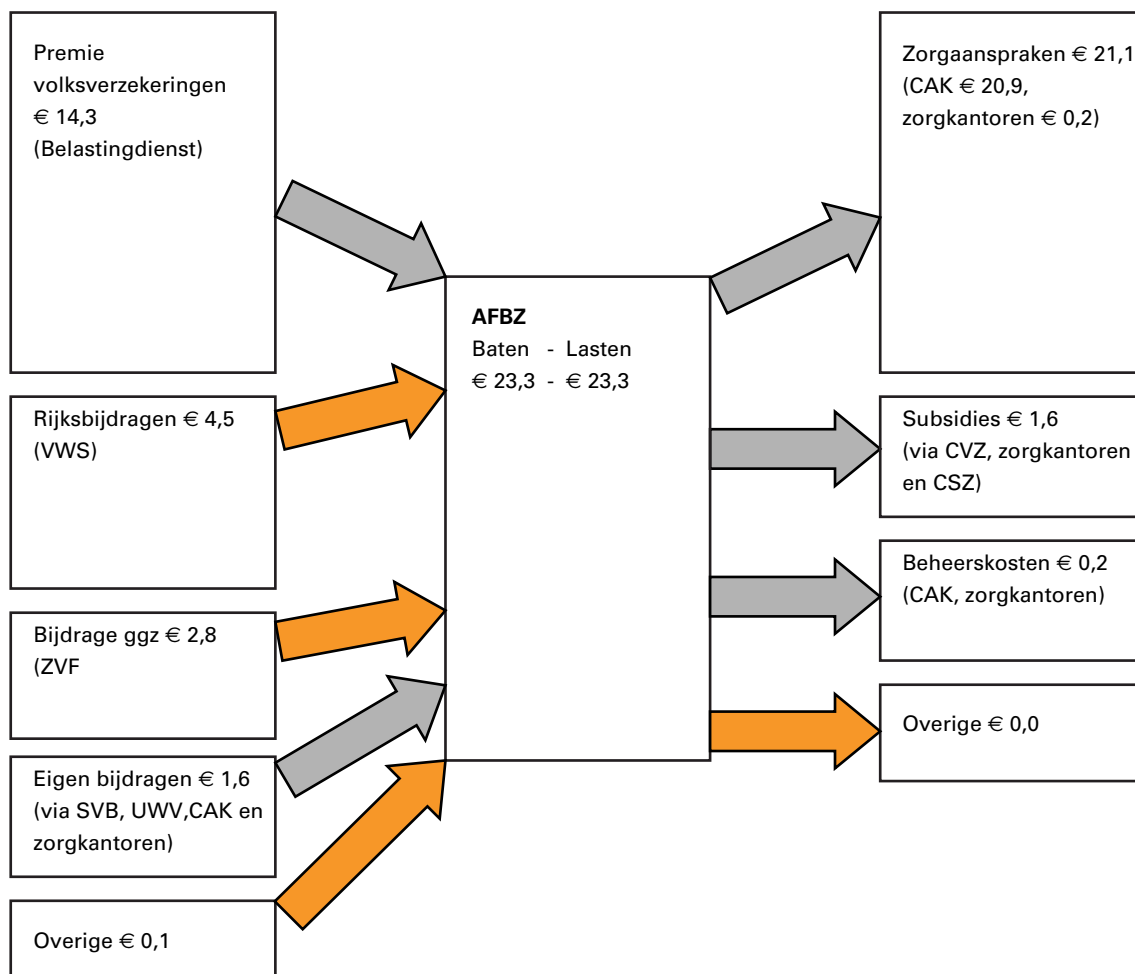 Premie
volksverzekeringen
€ 14,3
(Belastingdienst)
Rijksbijdragen € 4,5
(VWS)
Bijdrage ggz € 2,8
(ZVF
Eigen bijdragen € 1,6
(via SVB, UWV,CAK en
zorgkantoren)
Overige € 0,1
AFBZ
Baten - Lasten
€ 23,3 - € 23,3
Zorgaanspraken € 21,1
(CAK € 20,9,
zorgkantoren € 0,2)
Subsidies € 1,6
(via CVZ, zorgkantoren
en CSZ)
Beheerskosten € 0,2
(CAK, zorgkantoren)
Overige € 0,0